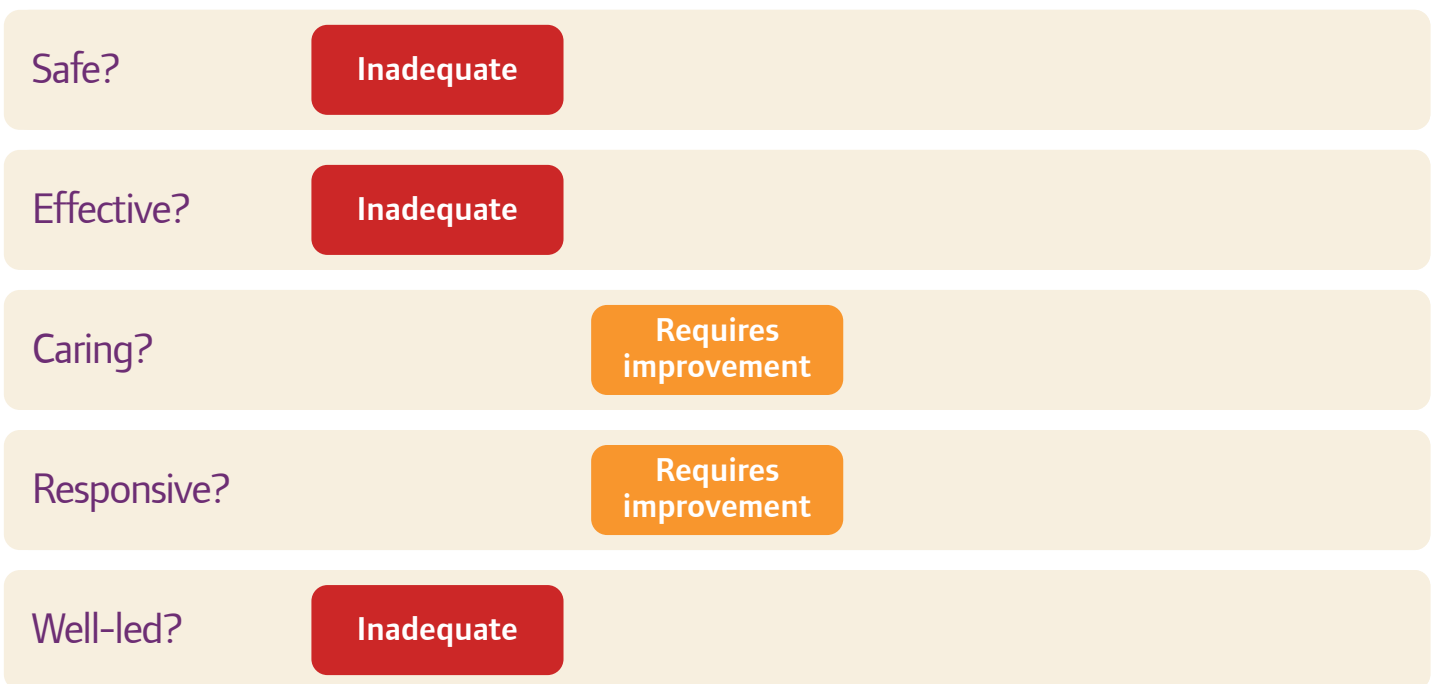 Safe? Inadequate
Effective? Inadequate
Caring? Requires
improvement
Responsive? Requires
improvement
Well-led? Inadequate